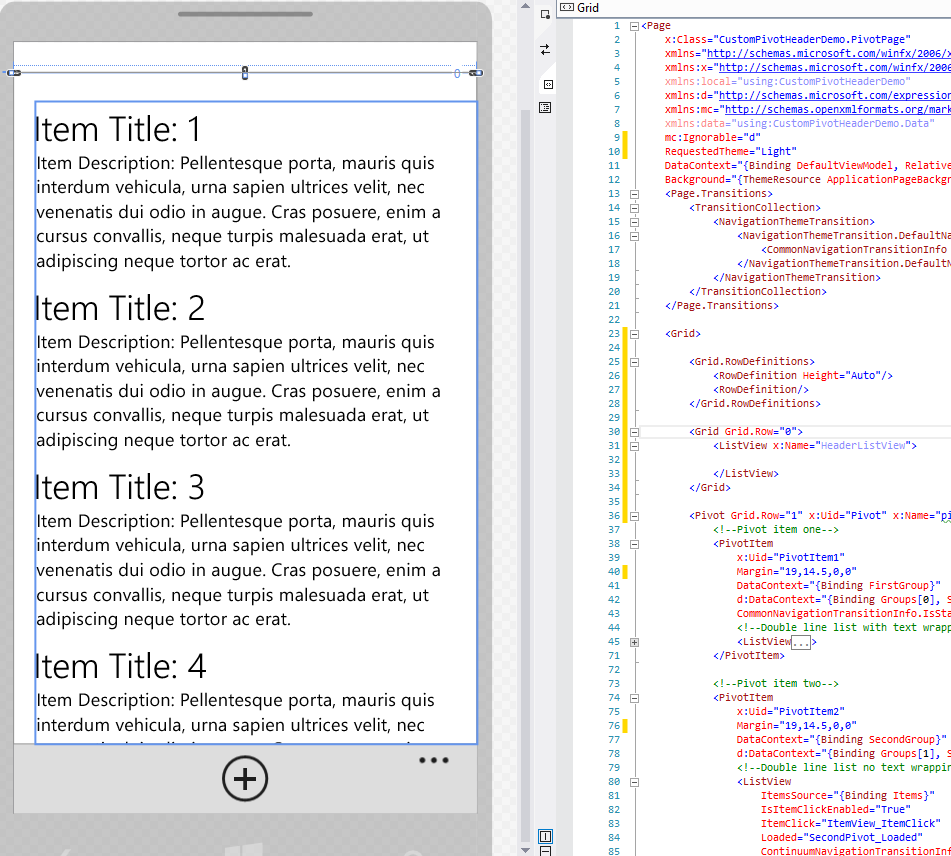 Item Title: 1
Item Description: Pellentesque porta, mauris quis
interdum vehicula, urna sapien ultrices velit, nec
venenatis dui odio in augue. Cras posuere, enim a
cursus convallis, neque turpis malesuada erat, ut
adipiscing neque tortor ac erat.
Item Title: 2
Item Description: Pellentesque porta, mauris quis
interdum vehicula, urna sapien ultrices velit, nec
venenatis dui odio in augue. Cras posuere, enim a
cursus convallis, neque turpis malesuada erat, ut
adipiscing neque tortor ac erat.
Item Title: 3
Item Description: Pellentesque porta, mauris quis
interdum vehicula, urna sapien ultrices velit, nec
venenatis dui odio in augue. Cras posuere, enim a
cursus convallis, neque turpis malesuada erat, ut
adipiscing neque tortor ac erat.
Item Title: 4
Item Description: Pellentesque porta, mauris quis
interdum vehicula, urna sapien ultrices velit, nec
0
Grid
1 <Page
2 x:Class="CustomPivotHeaderDemo.PivotPage"
3 xmlns="http://schemas.microsoft.com/winfx/2006/x
4 xmlns:x="http://schemas.microsoft.com/winfx/2006
5 xmlns:local="using:CustomPivotHeaderDemo"
6 xmlns:d="http://schemas.microsoft.com/expression
7 xmlns:mc="http://schemas.openxmlformats.org/mark
8 xmlns:data="using:CustomPivotHeaderDemo.Data"
9 mc:Ignorable="d"
10 RequestedTheme="Light"
11 DataContext="{Binding DefaultViewModel, Relative
12 Background="{ThemeResource ApplicationPageBackgr
13 <Page.Transitions>
14 <TransitionCollection>
15 <NavigationThemeTransition>
16 <NavigationThemeTransition.DefaultNa
17 <CommonNavigationTransitionInfo
18 </NavigationThemeTransition.DefaultN
19 </NavigationThemeTransition>
20 </TransitionCollection>
21 </Page.Transitions>
22
23 <Grid>
24
25 <Grid.RowDefinitions>
26 <RowDefinition Height="Auto"/>
27 <RowDefinition/>
28 </Grid.RowDefinitions>
29
30 <Grid Grid.Row="0">
31 <ListView x:Name="HeaderListView">
32
33 </ListView>
34 </Grid>
35
36 <Pivot Grid.Row="1" x:Uid="Pivot" x:Name="pi
37 <!--Pivot item one-->
38 <PivotItem
39 x:Uid="PivotItem1"
40 Margin="19,14.5,0,0"
41 DataContext="{Binding FirstGroup}"
42 d:DataContext="{Binding Groups[0], S
43 CommonNavigationTransitionInfo.IsSta
44 <!--Double line list with text wrapp
45 <ListView...>
71 </PivotItem>
72
73 <!--Pivot item two-->
74 <PivotItem
75 x:Uid="PivotItem2"
76 Margin="19,14.5,0,0"
77 DataContext="{Binding SecondGroup}"
78 d:DataContext="{Binding Groups[1], S
79 <!--Double line list no text wrappin
80 <ListView
81 ItemsSource="{Binding Items}"
82 IsItemClickEnabled="True"
83 ItemClick="ItemView_ItemClick"
84 Loaded="SecondPivot_Loaded"
85 ContinuumNavigationTransitionInf